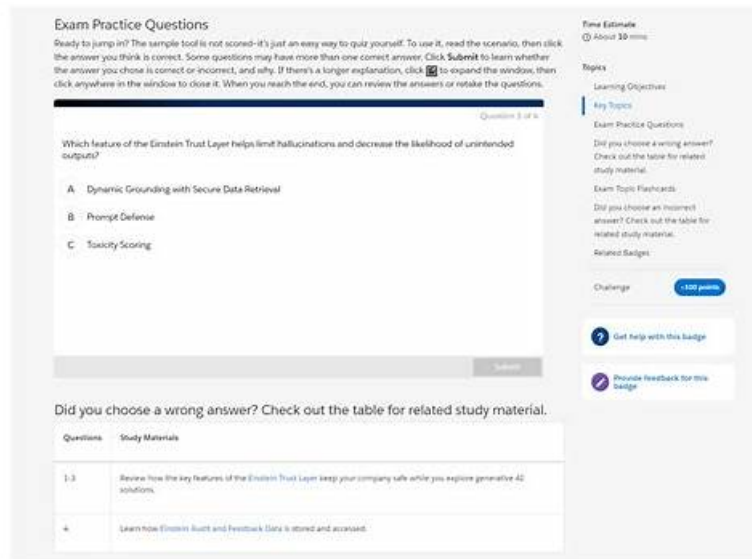 Exam Practice Questions
Ready to jump in? The sample tool is not scored–it's just an easy way to quiz yourself. To use it, read the scenario, then click
the answer you think is correct. Some questions may have more than one correct answer. Click Submit to learn whether
the answer you chose is correct or incorrect, and why. If there's a longer explanation, click to expand the window, then
click anywhere in the window to close it. When you reach the end, you can review the answers or retake the questions.
Question of
Which feature of the Einstein Trust Layer helps limit hallucinations and decrease the likelihood of unintended
outputs?
A Dynamic Grounding with Secure Data Retrieval
B Prompt Defense
C Toxicity Scoring
Submit
Did you choose a wrong answer? Check out the table for related study material.
Questions Study Materials
1-3 Review how the key features of the Einstein Trust Layer keep your company safe while you explore generative AI
solutions.
4 Learn how Einstein Audit and Feedback Data is stored and accessed.
Time Estimate
About 10 mins
Topics
Learning Objectives
Key Topics
Exam Practice Questions
Did you choose a wrong answer?
Check out the table for related
study material.
Exam Topic Flashcards
Did you choose an incorrect
answer? Check out the table for
related study material.
Related Badges
Challenge +100 points
Get help with this badge
Provide feedback for this
badge